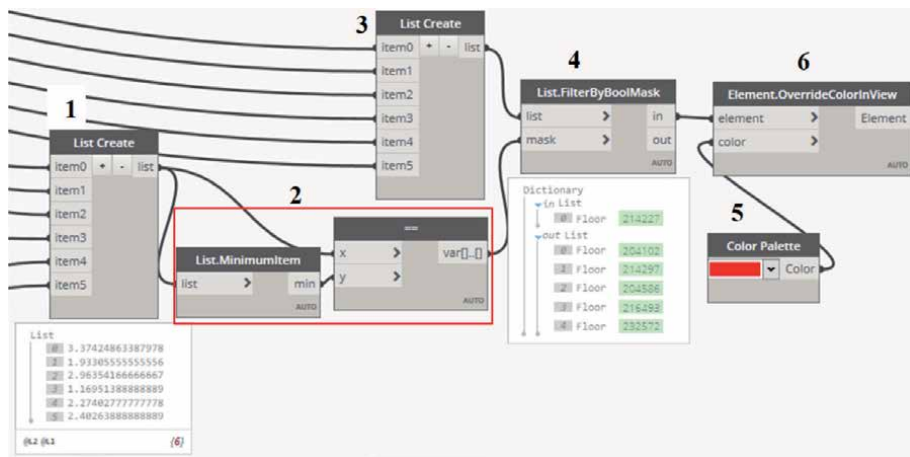 3
List Create
item0 + - list
item1
item2
item3
item4
item5
4
List.FilterByBoolMask
list > in
mask > out
AUTO
6
Element.OverrideColorInView
element > Element
color >
AUTO
1
List Create
item0 + - list
item1
item2
item3
item4
item5
2
List.MinimumItem
list > min
AUTO
==
x > var[]..[]
y >
AUTO
Dictionary
in List
0 Floor 214227
out List
0 Floor 204102
1 Floor 214297
2 Floor 204586
3 Floor 216493
4 Floor 232572
5
Color Palette
Color
List
0 3.37424863387978
1 1.93305555555556
2 2.96354166666667
3 1.16951388888889
4 2.27402777777778
5 2.40263888888889
@L2 @L1 {6}